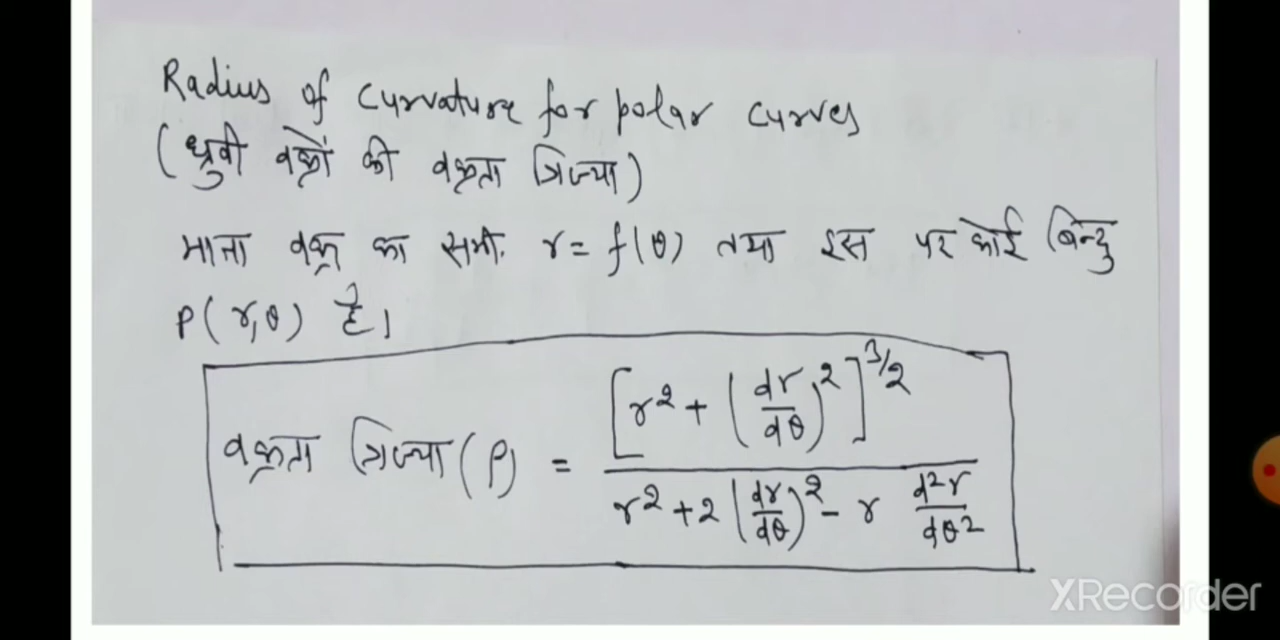 Radius of curvature for polar curves
(ध्रुवी वक्रों की वक्रता त्रिज्या)
माना वक्र का समी. r = f(θ) तथा इस पर कोई बिन्दु
P(r,θ) है।
वक्रता त्रिज्या (ρ) = [r² + (dr/dθ)²]^3/2 / r² + 2(dr/dθ)² - r d²r/dθ²
XRecorder